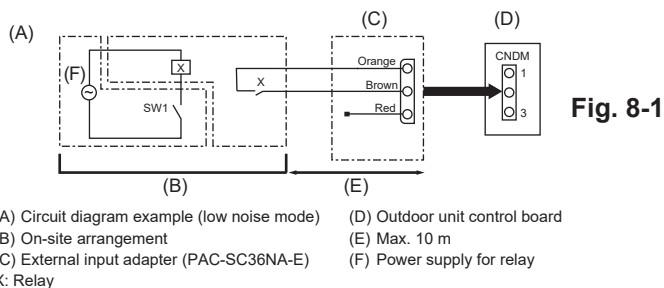 (A)
(C)
(D)
(F)
X
SW1
X
Orange
Brown
Red
CNDM
1
3
Fig. 8-1
(B)
(E)
A) Circuit diagram example (low noise mode)
B) On-site arrangement
C) External input adapter (PAC-SC36NA-E)
X: Relay
(D) Outdoor unit control board
(E) Max. 10 m
(F) Power supply for relay